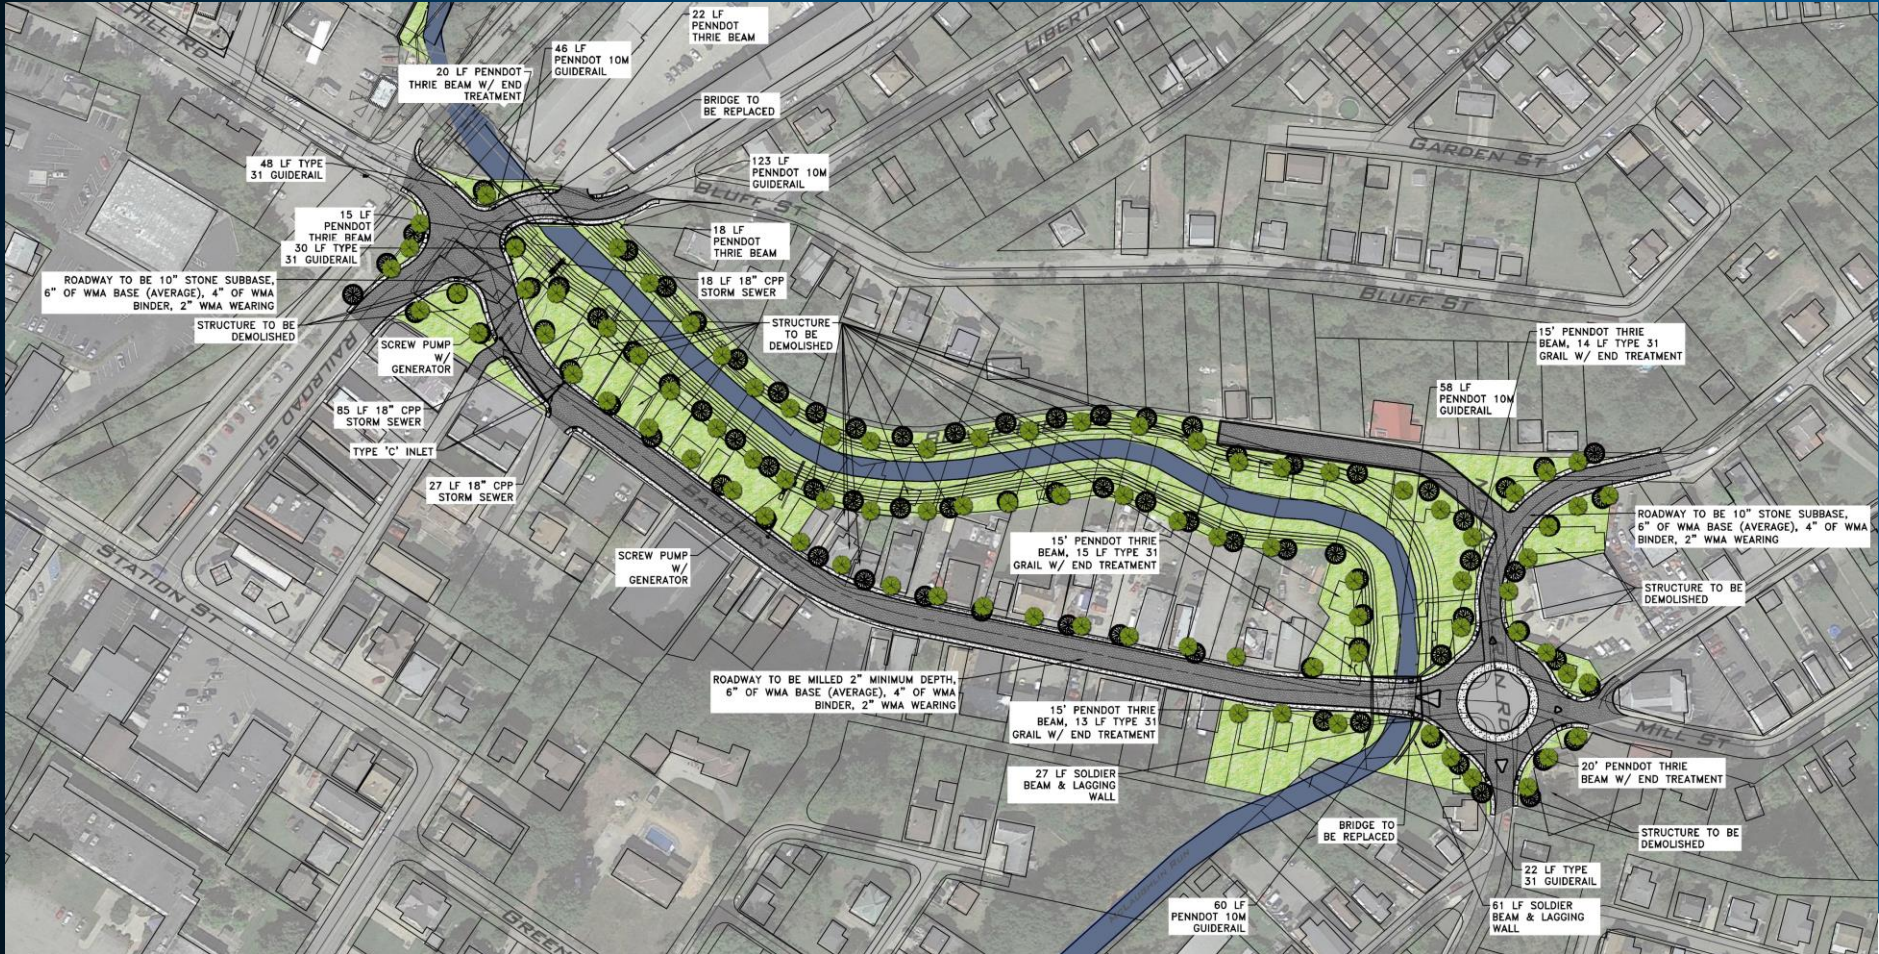 HILL RD
22 LF
PENNDOT
THRIE BEAM
LIBERTY
46 LF
PENNDOT 10M
GUIDERAIL
20 LF PENNDOT
THRIE BEAM W/ END
TREATMENT
BRIDGE TO
BE REPLACED
GARDEN ST
48 LF TYPE
31 GUIDERAIL
123 LF
PENNDOT 10M
GUIDERAIL
BLUFF ST
15 LF
PENNDOT
THRIE BEAM
30 LF TYPE
31 GUIDERAIL
18 LF
PENNDOT
THRIE BEAM
ROADWAY TO BE 10" STONE SUBBASE,
6" OF WMA BASE (AVERAGE), 4" OF WMA
BINDER, 2" WMA WEARING
18 LF 18" CPP
STORM SEWER
BLUFF ST
STRUCTURE TO BE
DEMOLISHED
STRUCTURE
TO BE
DEMOLISHED
15' PENNDOT THRIE
BEAM, 14 LF TYPE 31
GRAIL W/ END TREATMENT
SCREW PUMP
W/
GENERATOR
RAILROAD ST
58 LF
PENNDOT 10M
GUIDERAIL
85 LF 18" CPP
STORM SEWER
TYPE 'C' INLET
27 LF 18" CPP
STORM SEWER
BALDWIN ST
ROADWAY TO BE 10" STONE SUBBASE,
6" OF WMA BASE (AVERAGE), 4" OF WMA
BINDER, 2" WMA WEARING
STATION ST
SCREW PUMP
W/
GENERATOR
15' PENNDOT THRIE
BEAM, 15 LF TYPE 31
GRAIL W/ END TREATMENT
STRUCTURE TO BE
DEMOLISHED
ROADWAY TO BE MILLED 2" MINIMUM DEPTH,
6" OF WMA BASE (AVERAGE), 4" OF WMA
BINDER, 2" WMA WEARING
15' PENNDOT THRIE
BEAM, 13 LF TYPE 31
GRAIL W/ END TREATMENT
MILL ST
27 LF SOLDIER
BEAM & LAGGING
WALL
20' PENNDOT THRIE
BEAM W/ END TREATMENT
BRIDGE TO
BE REPLACED
STRUCTURE TO BE
DEMOLISHED
22 LF TYPE
31 GUIDERAIL
60 LF
PENNDOT 10M
GUIDERAIL
61 LF SOLDIER
BEAM & LAGGING
WALL
GREEN